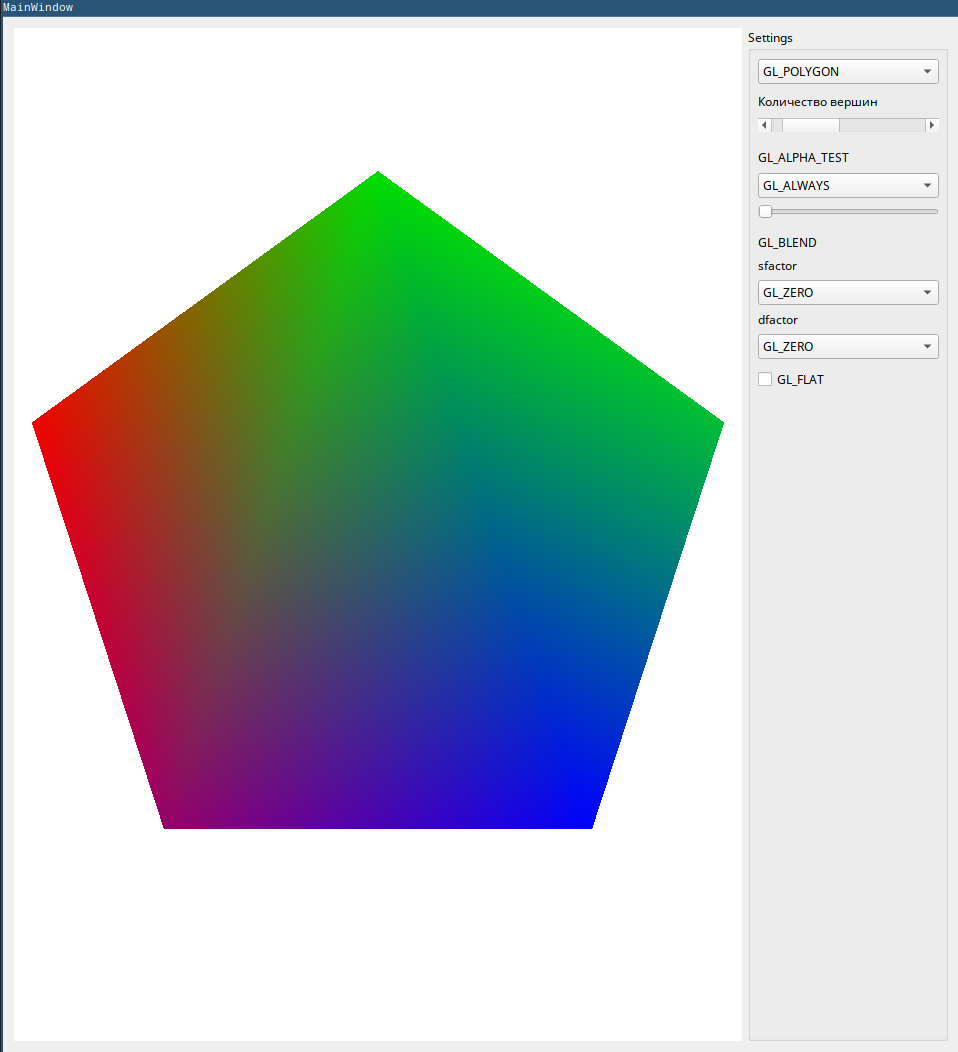 MainWindow
Settings
GL_POLYGON
Количество вершин
GL_ALPHA_TEST
GL_ALWAYS
GL_BLEND
sfactor
GL_ZERO
dfactor
GL_ZERO
GL_FLAT